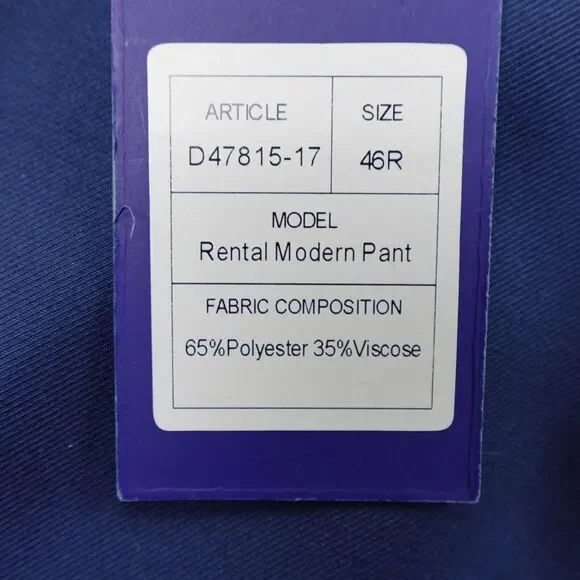 ARTICLE SIZE
D47815-17 46R
MODEL
Rental Modern Pant
FABRIC COMPOSITION
65%Polyester 35%Viscose